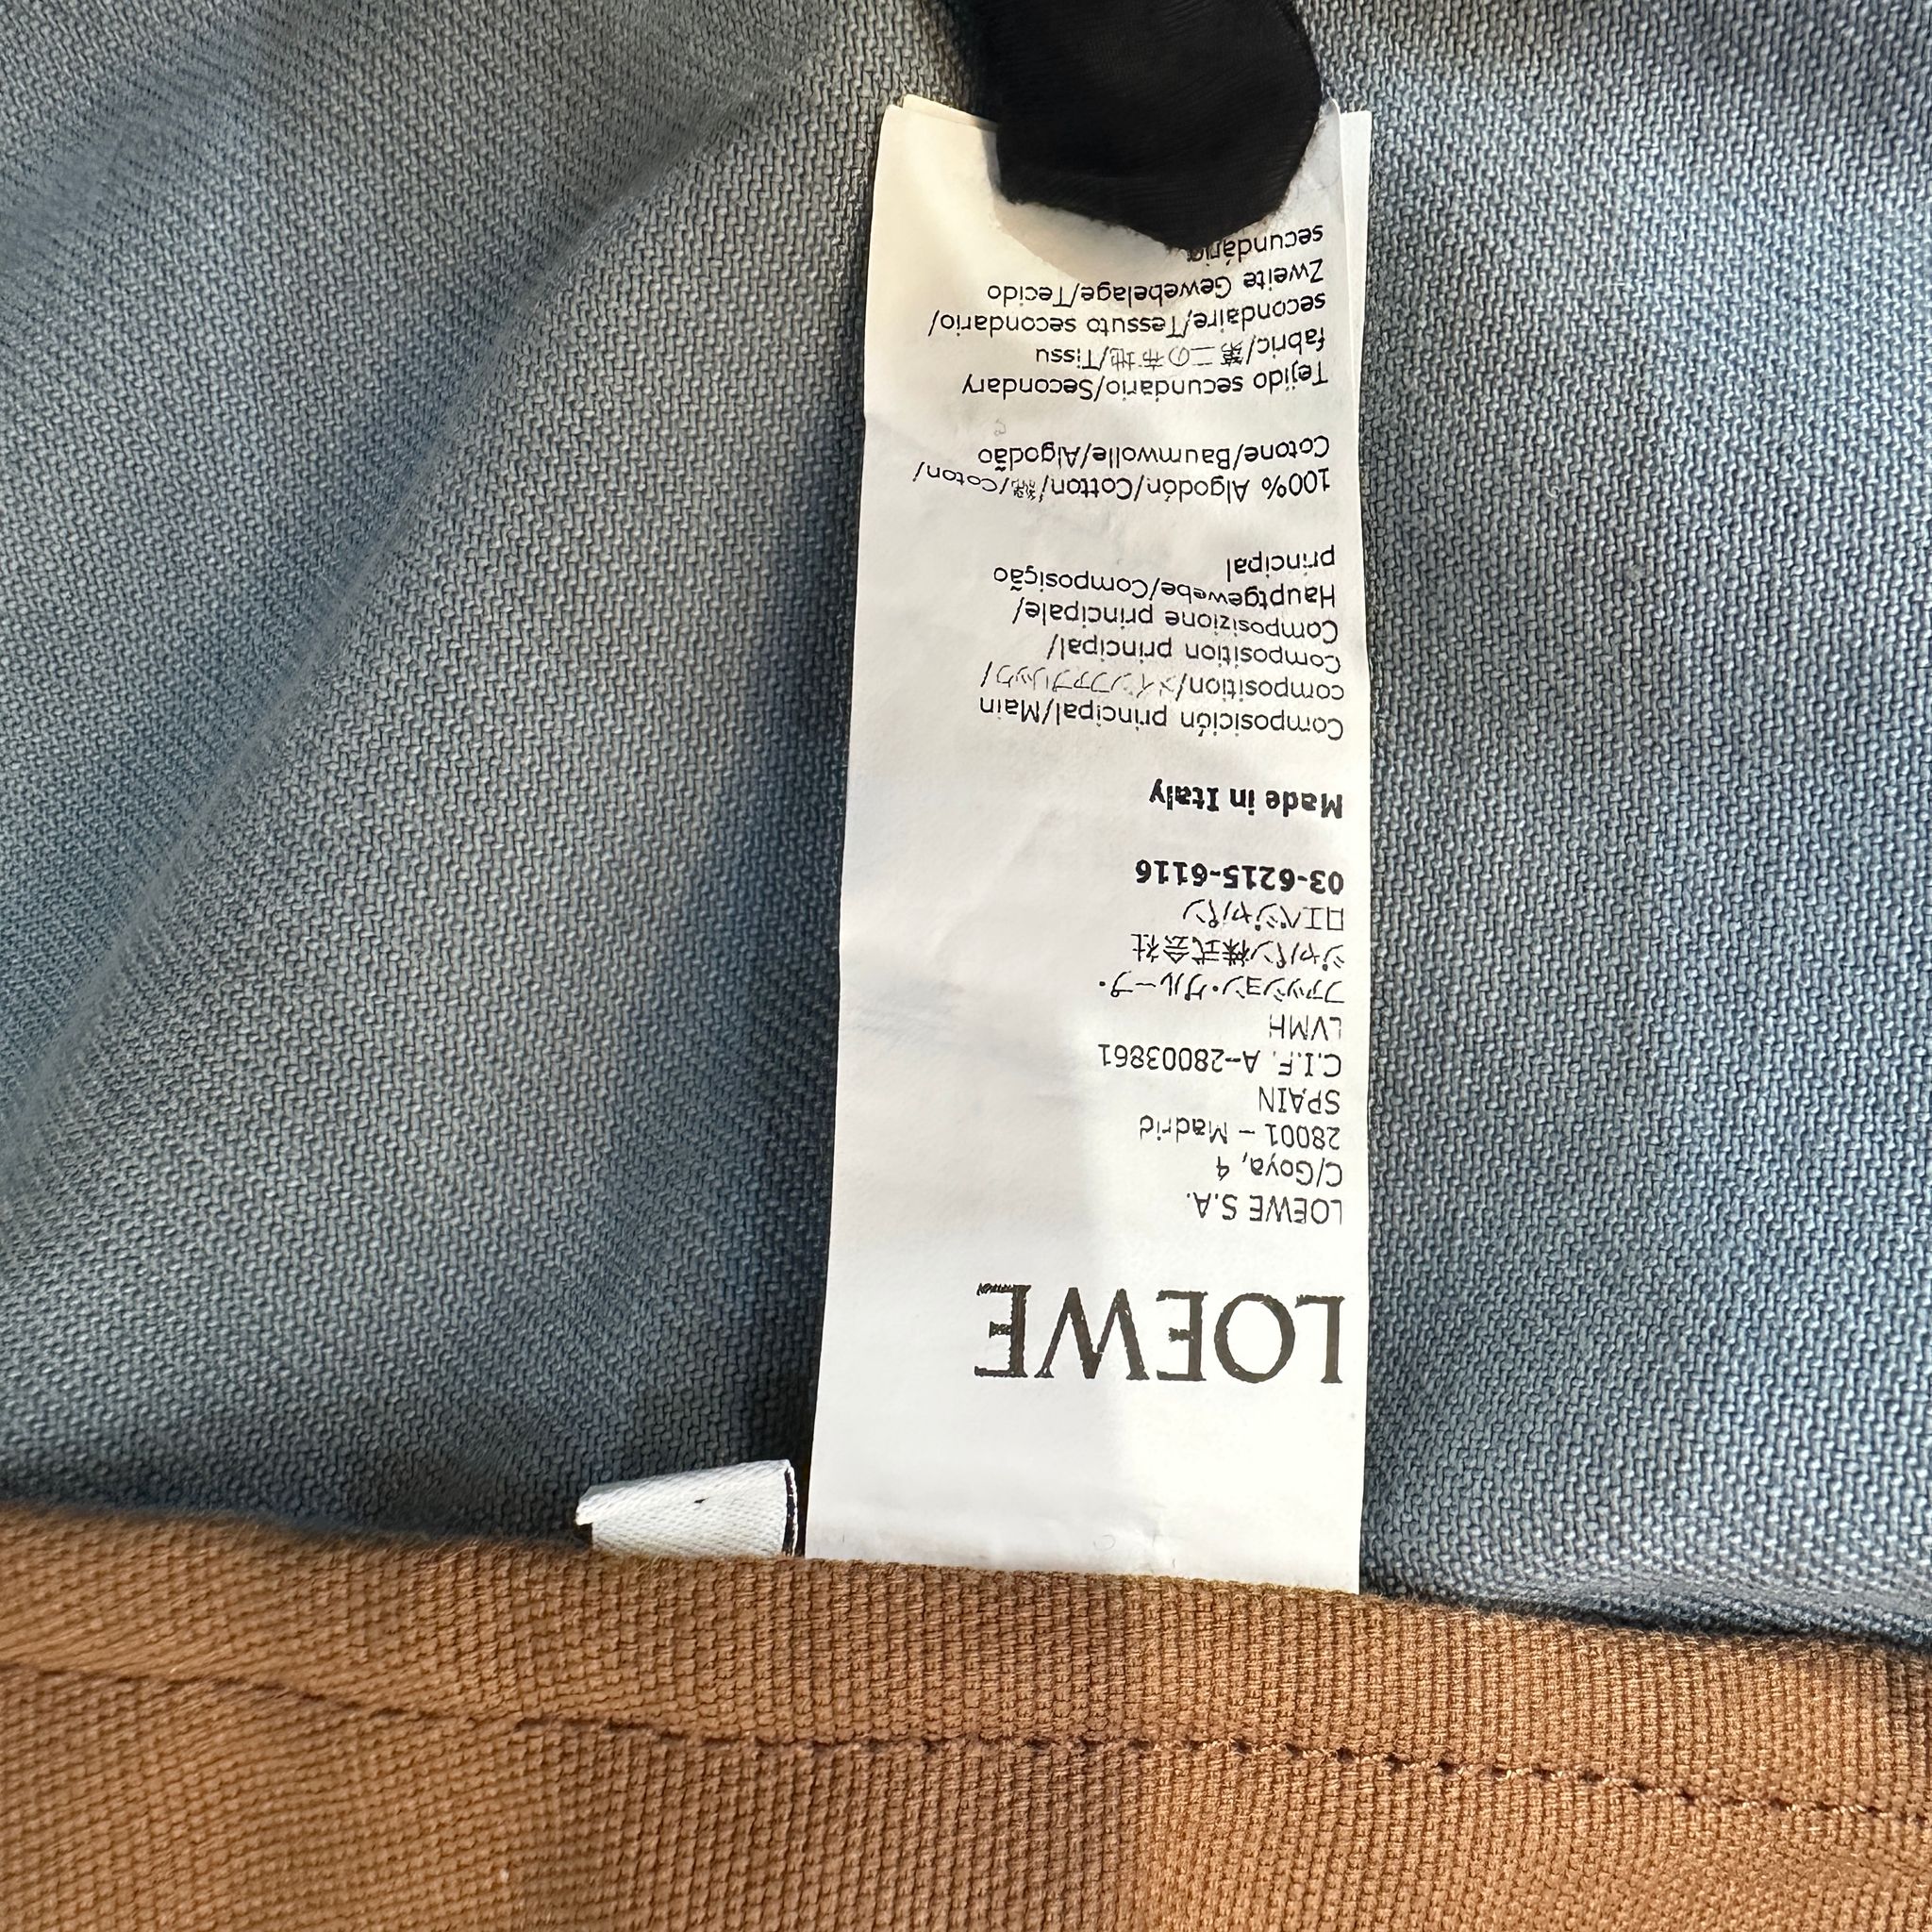 LOEWE
LOEWE S.A.
C/Goya, 4
28001 - Madrid
SPAIN
C.I.F. A-28003861
LVMH
ファッション・グループ・
ジャパン株式会社
ロエベジャパン
03-6215-6116
Made in Italy
Composición principal/Main
composition/メインファブリック/
Composition principal/
Composizione principale/
Hauptgewebe/Composição
principal
100% Algodón/Cotton/綿/Coton/
Cotone/Baumwolle/Algodão
Tejido secundario/Secondary
fabric/第二の布地/Tissu
secondaire/Tessuto secondario/
Zweite Gewebelage/Tecido